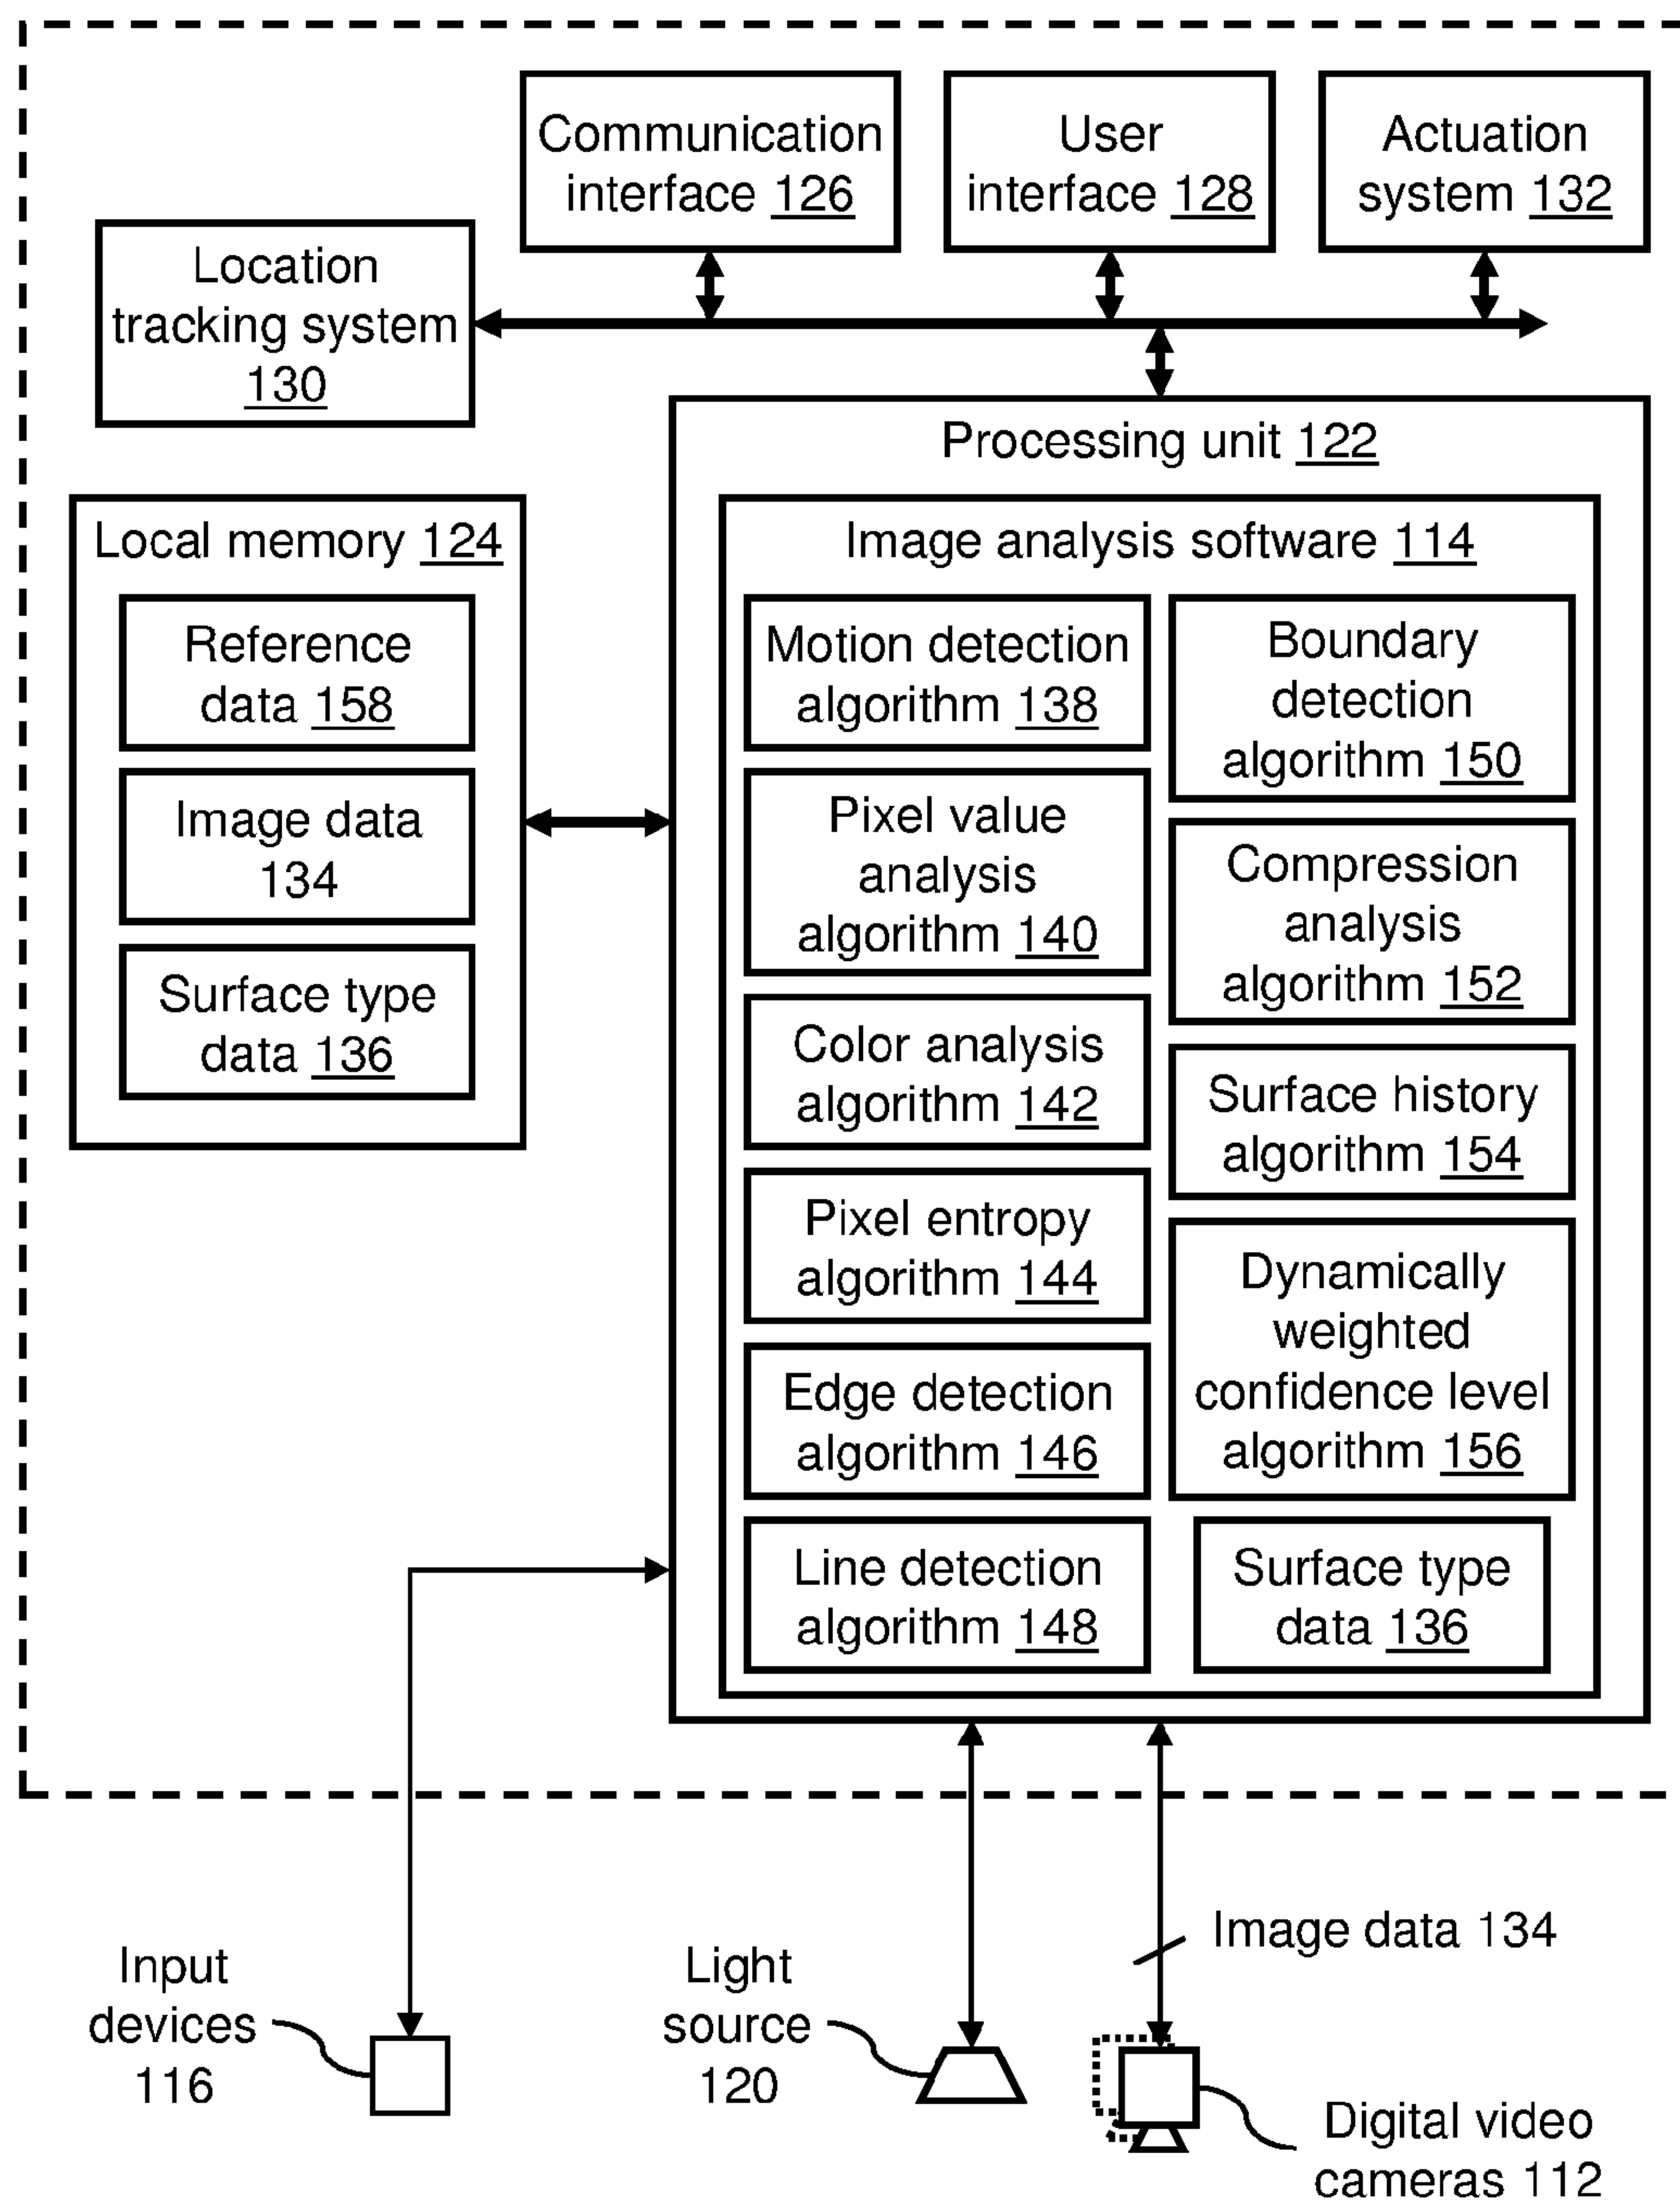 Communication
interface 126
User
interface 128
Actuation
system 132
Location
tracking system
130
Processing unit 122
Local memory 124
Reference
data 158
Image data
134
Surface type
data 136
Image analysis software 114
Motion detection
algorithm 138
Pixel value
analysis
algorithm 140
Color analysis
algorithm 142
Pixel entropy
algorithm 144
Edge detection
algorithm 146
Line detection
algorithm 148
Boundary
detection
algorithm 150
Compression
analysis
algorithm 152
Surface history
algorithm 154
Dynamically
weighted
confidence level
algorithm 156
Surface type
data 136
Input
devices
116
Light
source
120
Image data 134
Digital video
cameras 112